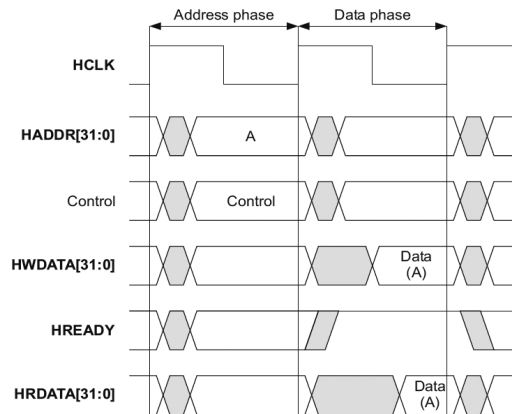 Address phase Data phase
HCLK
HADDR[31:0] A
Control Control
HWDATA[31:0] Data
(A)
HREADY
HRDATA[31:0] Data
(A)